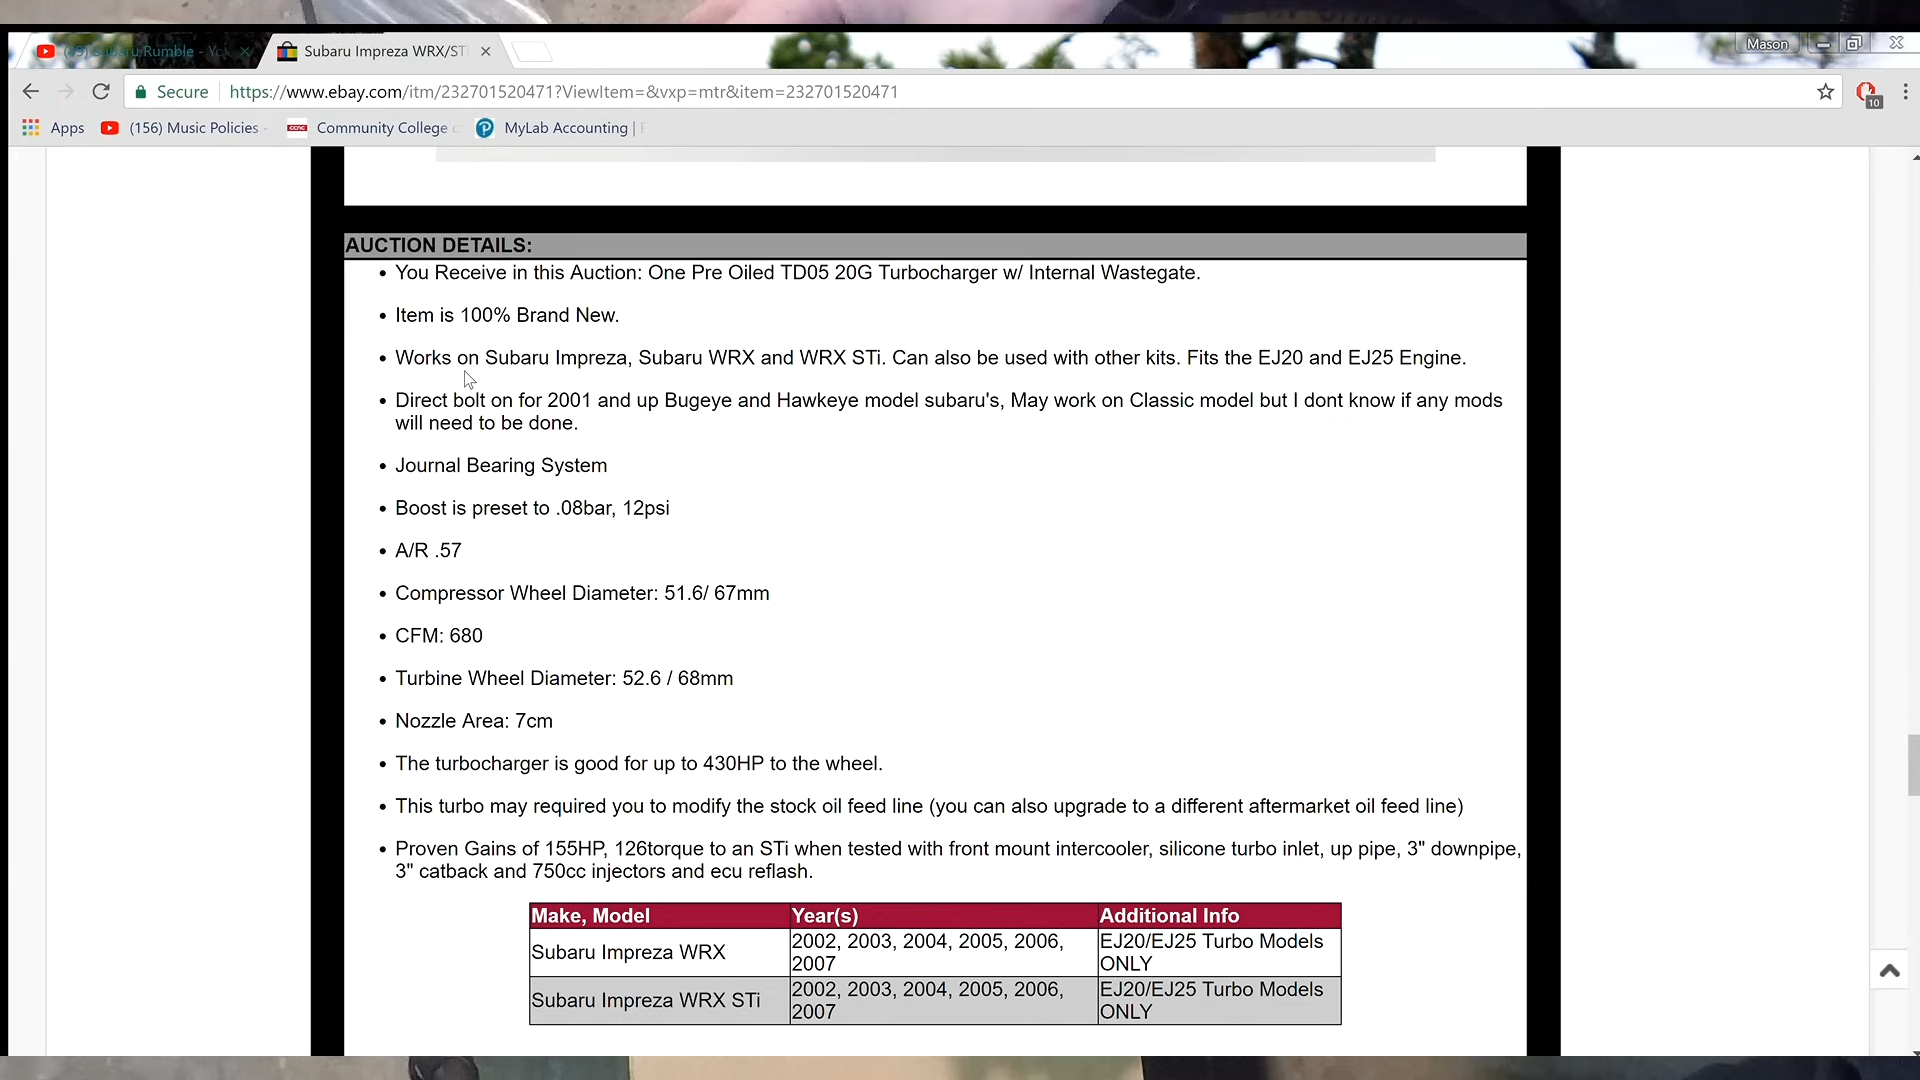 Subaru Rumble - Yo
Subaru Impreza WRX/STi
Mason
Secure
https://www.ebay.com/itm/232701520471?ViewItem=&vxp=mtr&item=232701520471
10
Apps
(156) Music Policies -
Community College
MyLab Accounting |
AUCTION DETAILS:
• You Receive in this Auction: One Pre Oiled TD05 20G Turbocharger w/ Internal Wastegate.
• Item is 100% Brand New.
• Works on Subaru Impreza, Subaru WRX and WRX STi. Can also be used with other kits. Fits the EJ20 and EJ25 Engine.
• Direct bolt on for 2001 and up Bugeye and Hawkeye model subaru's, May work on Classic model but I dont know if any mods
will need to be done.
• Journal Bearing System
• Boost is preset to .08bar, 12psi
• A/R .57
• Compressor Wheel Diameter: 51.6/ 67mm
• CFM: 680
• Turbine Wheel Diameter: 52.6 / 68mm
• Nozzle Area: 7cm
• The turbocharger is good for up to 430HP to the wheel.
• This turbo may required you to modify the stock oil feed line (you can also upgrade to a different aftermarket oil feed line)
• Proven Gains of 155HP, 126torque to an STi when tested with front mount intercooler, silicone turbo inlet, up pipe, 3" downpipe,
3" catback and 750cc injectors and ecu reflash.
Make, Model Year(s) Additional Info
Subaru Impreza WRX 2002, 2003, 2004, 2005, 2006, EJ20/EJ25 Turbo Models
2007 ONLY
Subaru Impreza WRX STi 2002, 2003, 2004, 2005, 2006, EJ20/EJ25 Turbo Models
2007 ONLY